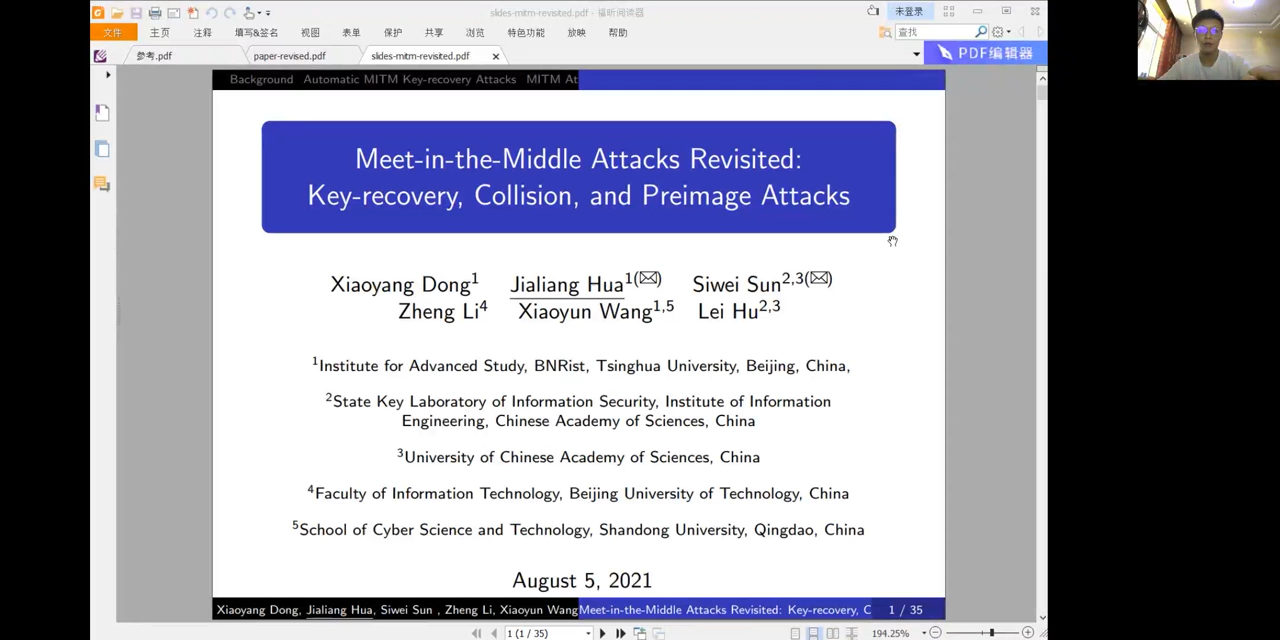 slides-mitm-revisited.pdf - 福昕阅读器
未登录
文件 主页 注释 填写&签名 视图 表单 保护 共享 浏览 特色功能 放映 帮助
查找
参考.pdf paper-revised.pdf slides-mitm-revisited.pdf
PDF编辑器
Background Automatic MITM Key-recovery Attacks MITM At
Meet-in-the-Middle Attacks Revisited:
Key-recovery, Collision, and Preimage Attacks
Xiaoyang Dong1 Jialiang Hua1(✉) Siwei Sun2,3(✉)
Zheng Li4 Xiaoyun Wang1,5 Lei Hu2,3
1Institute for Advanced Study, BNRist, Tsinghua University, Beijing, China,
2State Key Laboratory of Information Security, Institute of Information
Engineering, Chinese Academy of Sciences, China
3University of Chinese Academy of Sciences, China
4Faculty of Information Technology, Beijing University of Technology, China
5School of Cyber Science and Technology, Shandong University, Qingdao, China
August 5, 2021
Xiaoyang Dong, Jialiang Hua, Siwei Sun , Zheng Li, Xiaoyun Wang Meet-in-the-Middle Attacks Revisited: Key-recovery, C 1 / 35
1 (1 / 35) 194.25%